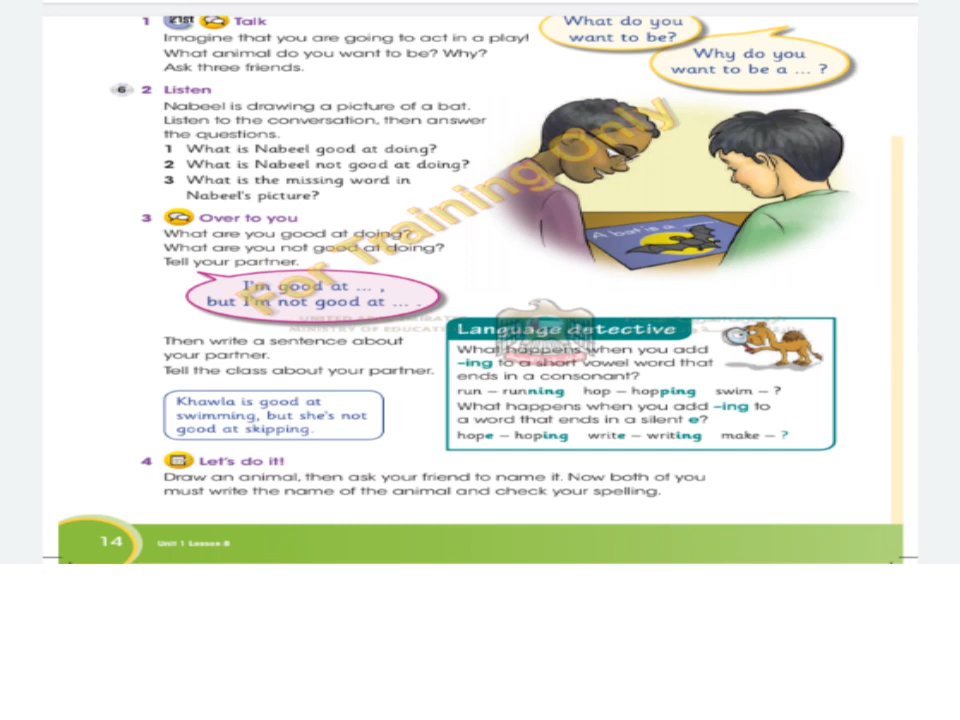 1 21st Talk
Imagine that you are going to act in a play!
What animal do you want to be? Why?
Ask three friends.
What do you
want to be?
Why do you
want to be a ... ?
6 2 Listen
Nabeel is drawing a picture of a bat.
Listen to the conversation, then answer
the questions.
1 What is Nabeel good at doing?
2 What is Nabeel not good at doing?
3 What is the missing word in
Nabeel's picture?
A bat is a
3 Over to you
What are you good at doing?
What are you not good at doing?
Tell your partner.
I'm good at ... ,
but I'm not good at ... .
For Training Only
UNITED ARAB EMIRATES
MINISTRY OF EDUCATION
Then write a sentence about
your partner.
Tell the class about your partner.
Khawla is good at
swimming, but she's not
good at skipping.
Language detective
What happens when you add
-ing to a short vowel word that
ends in a consonant?
run – running hop – hopping swim – ?
What happens when you add -ing to
a word that ends in a silent e?
hope – hoping write – writing make – ?
4 Let's do it!
Draw an animal, then ask your friend to name it. Now both of you
must write the name of the animal and check your spelling.
14 Unit 1 Lesson 8